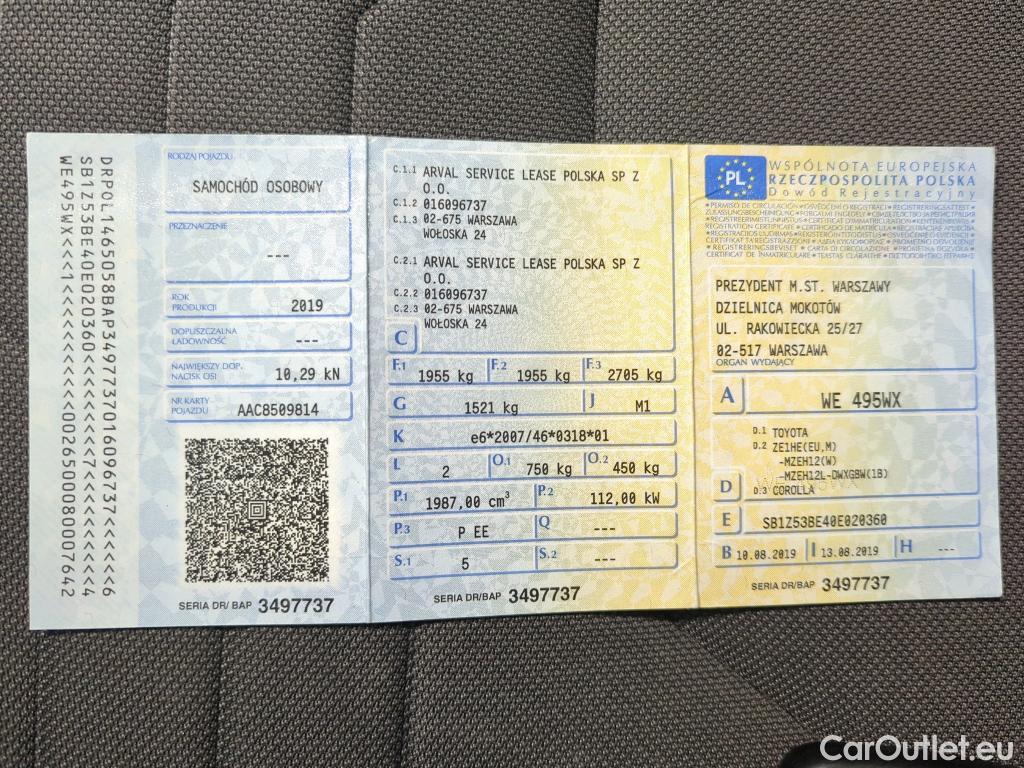 DRPOL1465058BAP34977370160967​37<<<<<6
SB1Z53BE40E020360<<<<<<<<7<<<<<<<<<4
WE495WX<<<1<<<<<<<<<<<<<002650008000​7642
RODZAJ POJAZDU
SAMOCHÓD OSOBOWY
PRZEZNACZENIE
---
ROK PRODUKCJI 2019
DOPUSZCZALNA ŁADOWNOŚĆ ---
NAJWIĘKSZY DOP. NACISK OSI 10,29 kN
NR KARTY POJAZDU AAC8509814
SERIA DR/BAP 3497737
C.1.1 ARVAL SERVICE LEASE POLSKA SP Z
O.O.
C.1.2 016096737
C.1.3 02-675 WARSZAWA
WOŁOSKA 24
C.2.1 ARVAL SERVICE LEASE POLSKA SP Z
O.O.
C.2.2 016096737
C.2.3 02-675 WARSZAWA
WOŁOSKA 24
C
F.1 1955 kg F.2 1955 kg F.3 2705 kg
G 1521 kg J M1
K e6*2007/46*0318*01
L 2 O.1 750 kg O.2 450 kg
P.1 1987,00 cm³ P.2 112,00 kW
P.3 P EE Q ---
S.1 5 S.2 ---
SERIA DR/BAP 3497737
PL
WSPÓLNOTA EUROPEJSKA
RZECZPOSPOLITA POLSKA
Dowód Rejestracyjny
PREZYDENT M.ST. WARSZAWY
DZIELNICA MOKOTÓW
UL. RAKOWIECKA 25/27
02-517 WARSZAWA
ORGAN WYDAJĄCY
A WE 495WX
D.1 TOYOTA
D.2 ZE1HE(EU,M)
-MZEH12(W)
-MZEH12L-DWXGBW(1B)
D D.3 COROLLA
E SB1Z53BE40E020360
B 10.08.2019 I 13.08.2019 H ---
SERIA DR/BAP 3497737
CarOutlet.eu